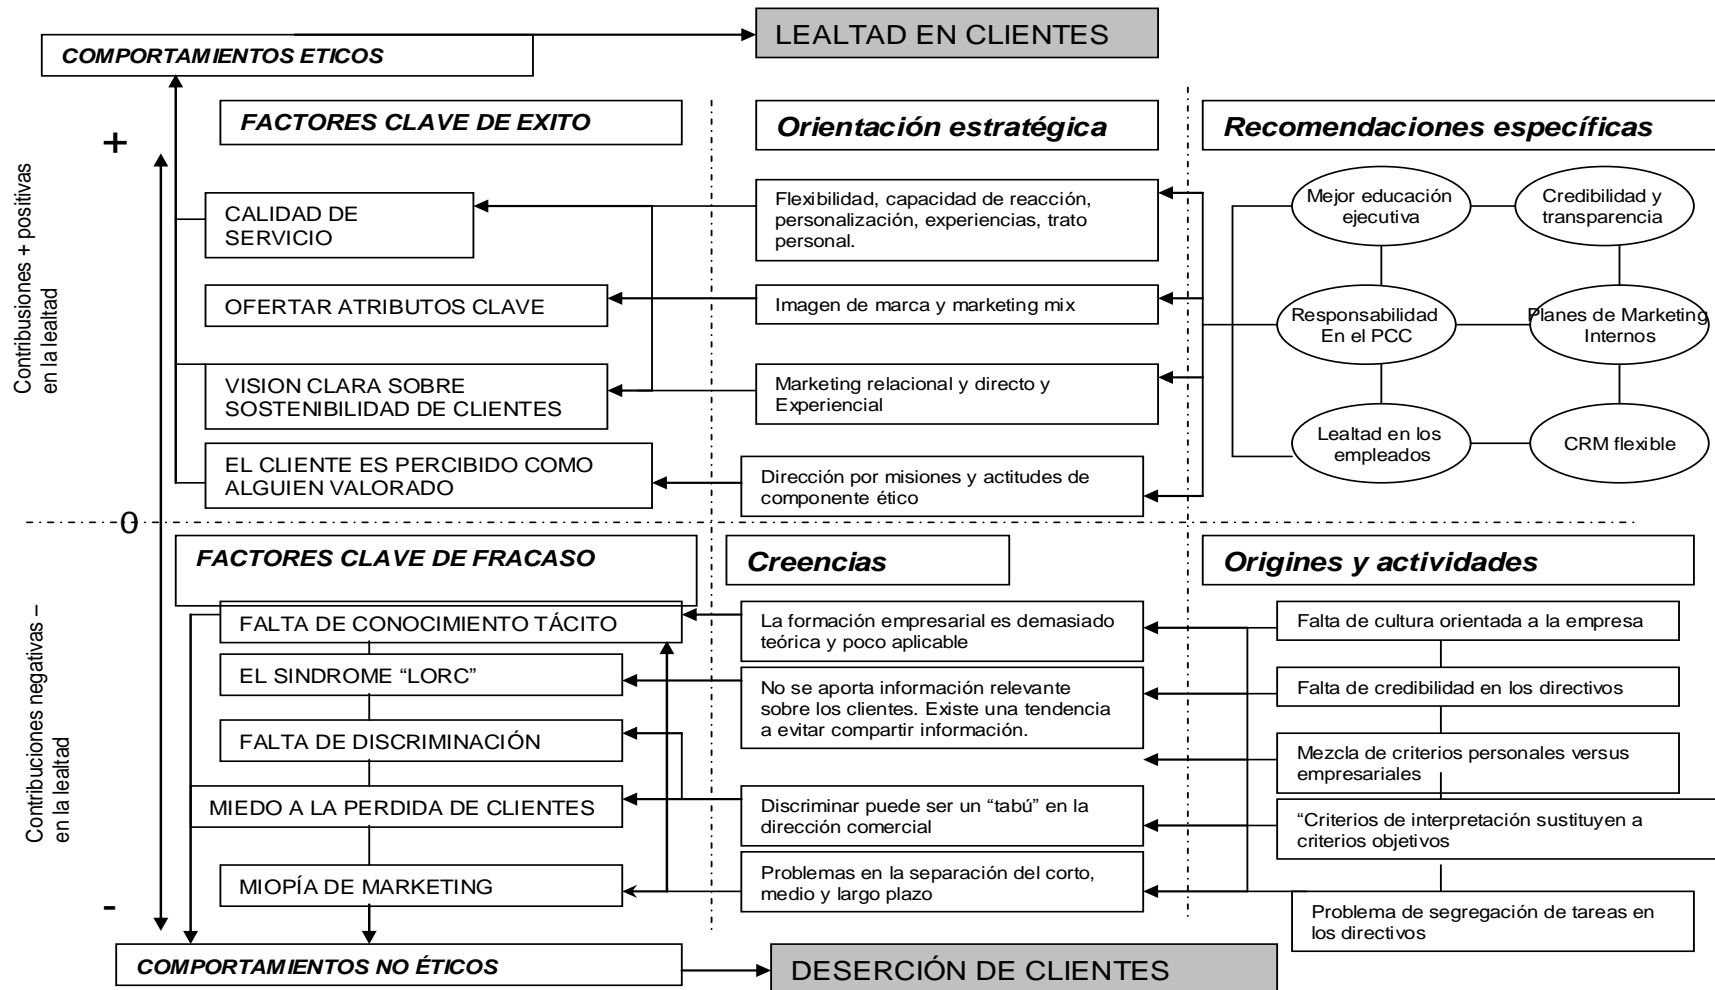 LEALTAD EN CLIENTES
COMPORTAMIENTOS ETICOS
FACTORES CLAVE DE EXITO
Orientación estratégica
Recomendaciones específicas
+
Contribusiones + positivas
en la lealtad
CALIDAD DE
SERVICIO
Flexibilidad, capacidad de reacción,
personalización, experiencias, trato
personal.
Mejor educación
ejecutiva
Credibilidad y
transparencia
OFERTAR ATRIBUTOS CLAVE
Imagen de marca y marketing mix
Responsabilidad
En el PCC
Planes de Marketing
Internos
VISION CLARA SOBRE
SOSTENIBILIDAD DE CLIENTES
Marketing relacional y directo y
Experiencial
Lealtad en los
empleados
CRM flexible
EL CLIENTE ES PERCIBIDO COMO
ALGUIEN VALORADO
Dirección por misiones y actitudes de
componente ético
0
FACTORES CLAVE DE FRACASO
Creencias
Origines y actividades
Contribuciones negativas –
en la lealtad
FALTA DE CONOCIMIENTO TÁCITO
La formación empresarial es demasiado
teórica y poco aplicable
Falta de cultura orientada a la empresa
EL SINDROME “LORC”
No se aporta información relevante
sobre los clientes. Existe una tendencia
a evitar compartir información.
Falta de credibilidad en los directivos
FALTA DE DISCRIMINACIÓN
Mezcla de criterios personales versus
empresariales
MIEDO A LA PERDIDA DE CLIENTES
Discriminar puede ser un “tabú” en la
dirección comercial
“Criterios de interpretación sustituyen a
criterios objetivos
MIOPÍA DE MARKETING
Problemas en la separación del corto,
medio y largo plazo
Problema de segregación de tareas en
los directivos
-
COMPORTAMIENTOS NO ÉTICOS
DESERCIÓN DE CLIENTES